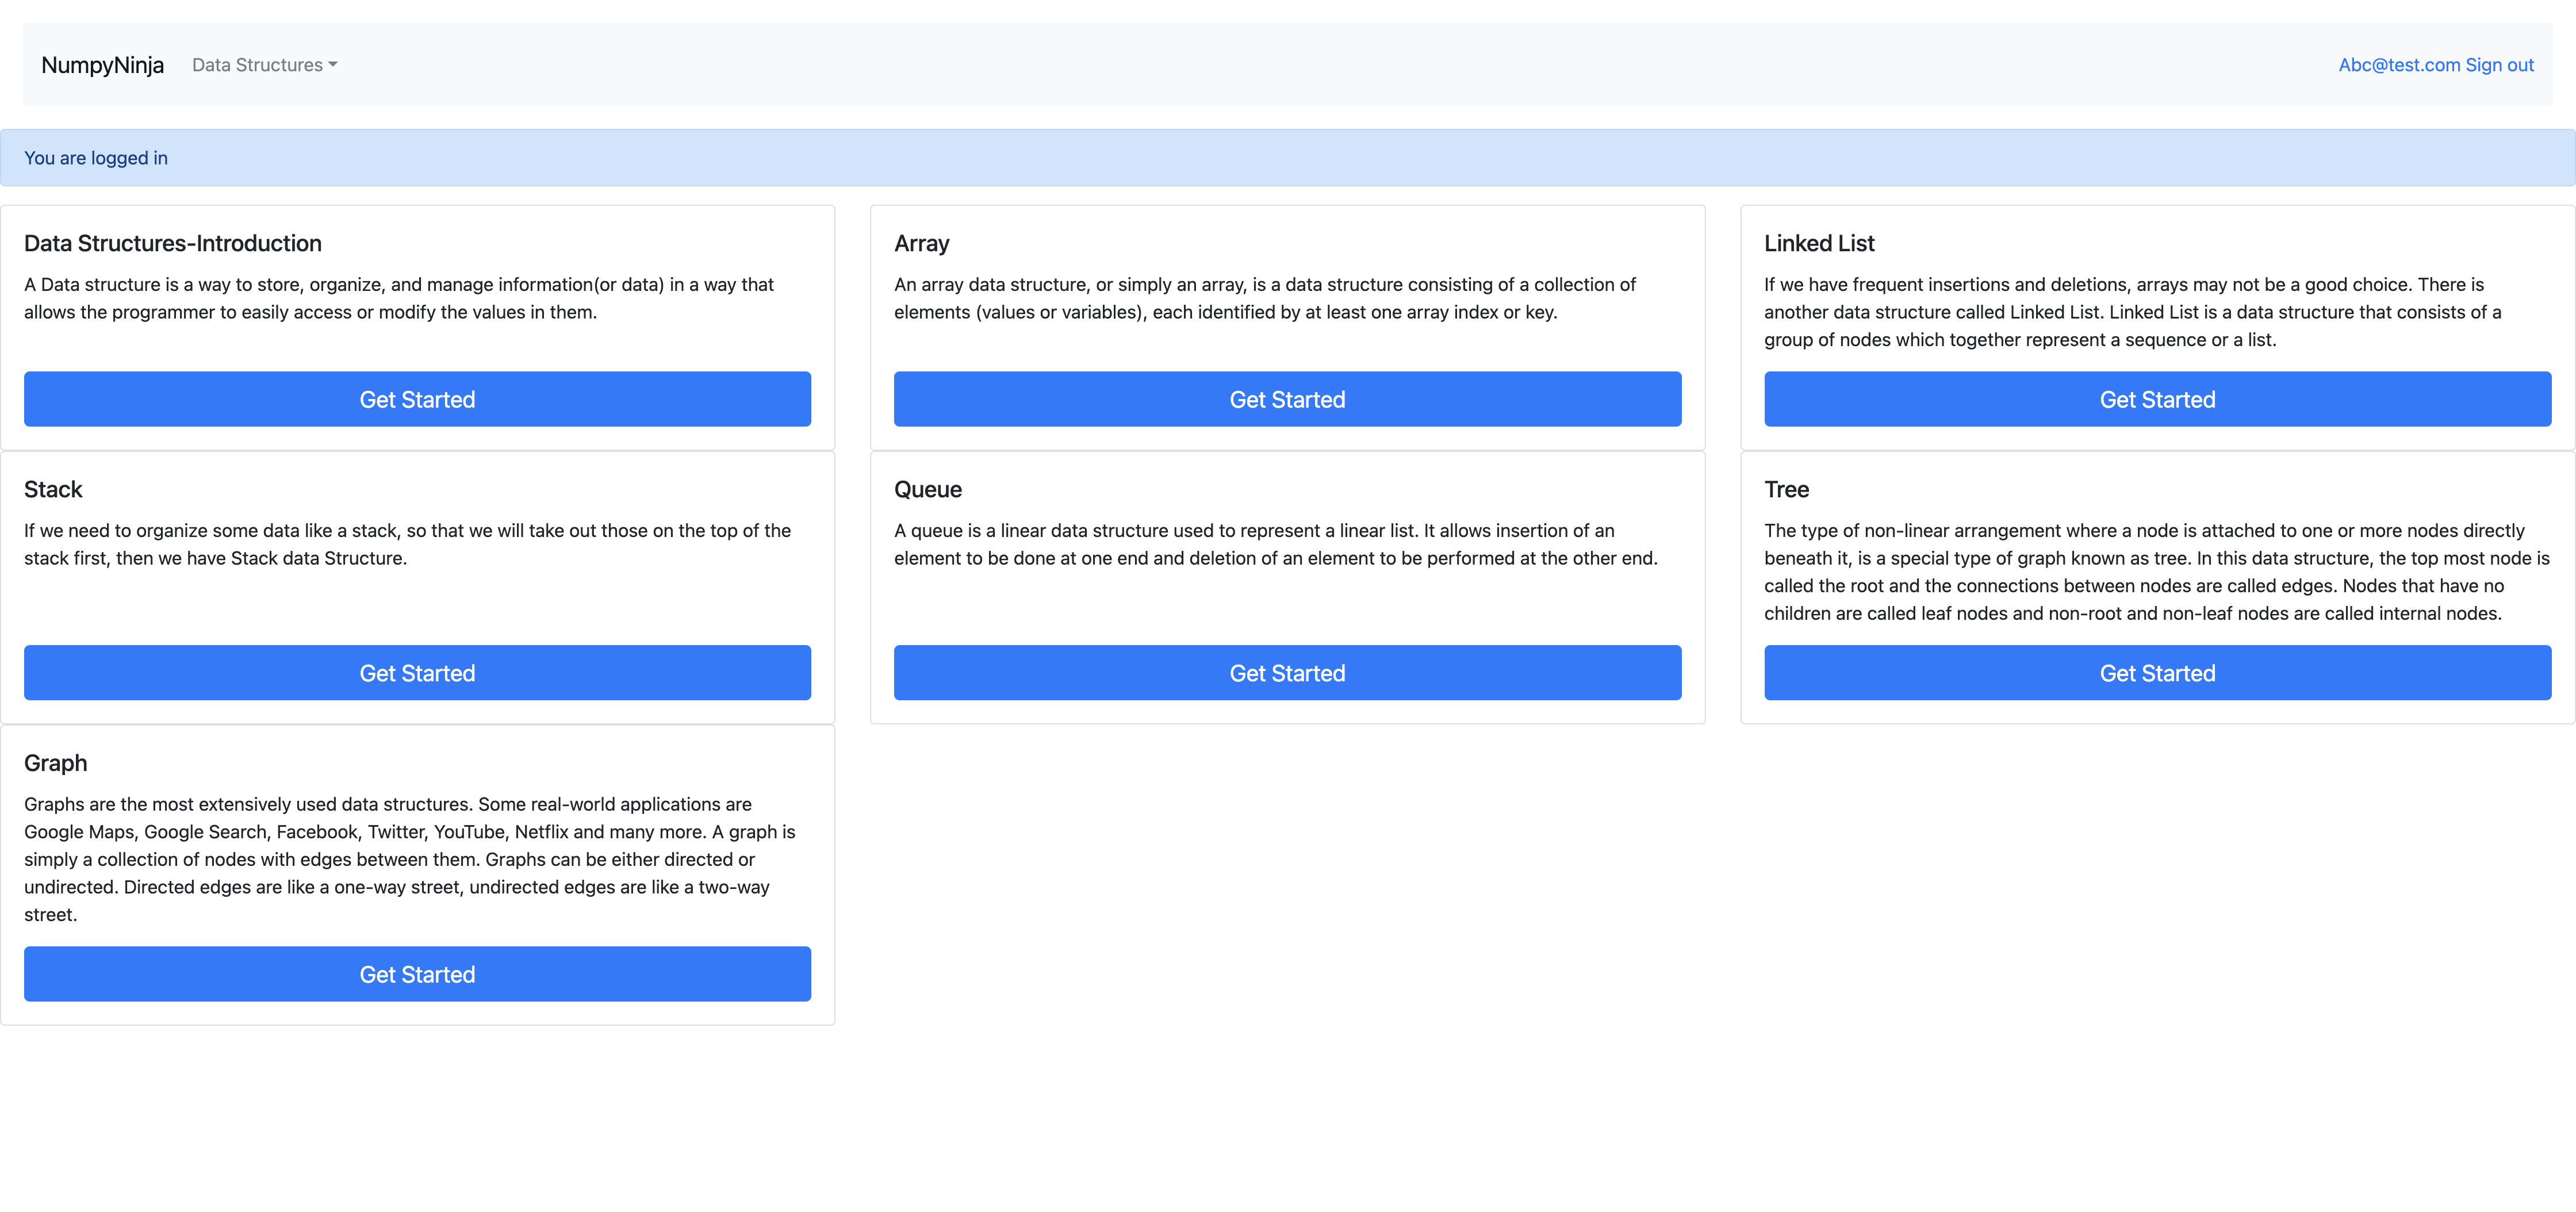 NumpyNinja
Data Structures
Abc@test.com Sign out
You are logged in
Data Structures-Introduction
A Data structure is a way to store, organize, and manage information(or data) in a way that
allows the programmer to easily access or modify the values in them.
Get Started
Array
An array data structure, or simply an array, is a data structure consisting of a collection of
elements (values or variables), each identified by at least one array index or key.
Get Started
Linked List
If we have frequent insertions and deletions, arrays may not be a good choice. There is
another data structure called Linked List. Linked List is a data structure that consists of a
group of nodes which together represent a sequence or a list.
Get Started
Stack
If we need to organize some data like a stack, so that we will take out those on the top of the
stack first, then we have Stack data Structure.
Get Started
Queue
A queue is a linear data structure used to represent a linear list. It allows insertion of an
element to be done at one end and deletion of an element to be performed at the other end.
Get Started
Tree
The type of non-linear arrangement where a node is attached to one or more nodes directly
beneath it, is a special type of graph known as tree. In this data structure, the top most node is
called the root and the connections between nodes are called edges. Nodes that have no
children are called leaf nodes and non-root and non-leaf nodes are called internal nodes.
Get Started
Graph
Graphs are the most extensively used data structures. Some real-world applications are
Google Maps, Google Search, Facebook, Twitter, YouTube, Netflix and many more. A graph is
simply a collection of nodes with edges between them. Graphs can be either directed or
undirected. Directed edges are like a one-way street, undirected edges are like a two-way
street.
Get Started